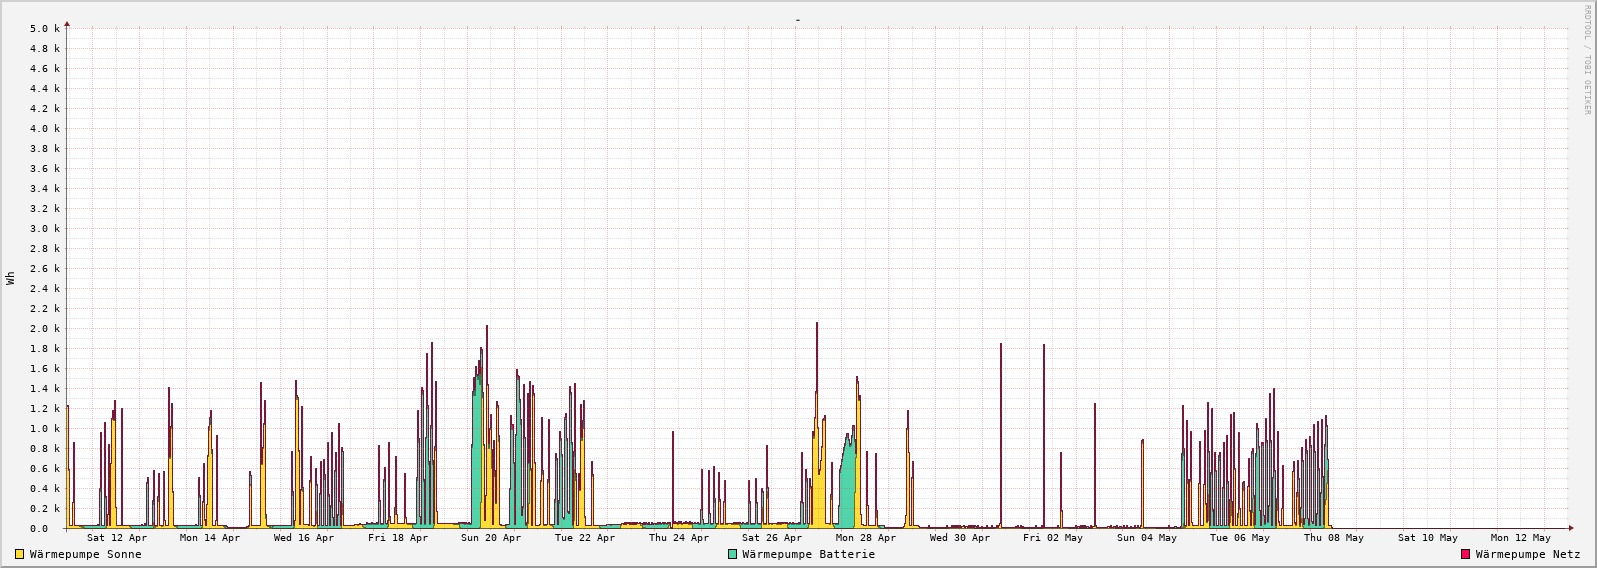 -
RRDTOOL / TOBI OETIKER
5.0 k
4.8 k
4.6 k
4.4 k
4.2 k
4.0 k
3.8 k
3.6 k
3.4 k
3.2 k
3.0 k
2.8 k
2.6 k
2.4 k
2.2 k
2.0 k
1.8 k
1.6 k
1.4 k
1.2 k
1.0 k
0.8 k
0.6 k
0.4 k
0.2 k
0.0
Wh
Sat 12 Apr Mon 14 Apr Wed 16 Apr Fri 18 Apr Sun 20 Apr Tue 22 Apr Thu 24 Apr Sat 26 Apr Mon 28 Apr Wed 30 Apr Fri 02 May Sun 04 May Tue 06 May Thu 08 May Sat 10 May Mon 12 May
Wärmepumpe Sonne Wärmepumpe Batterie Wärmepumpe Netz